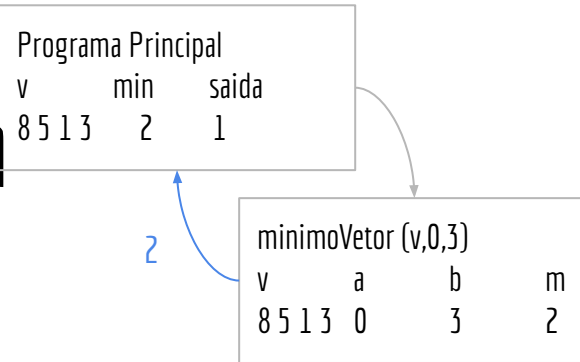 Programa Principal
v min saida
8 5 1 3 2 1
2
minimoVetor (v,0,3)
v a b m
8 5 1 3 0 3 2